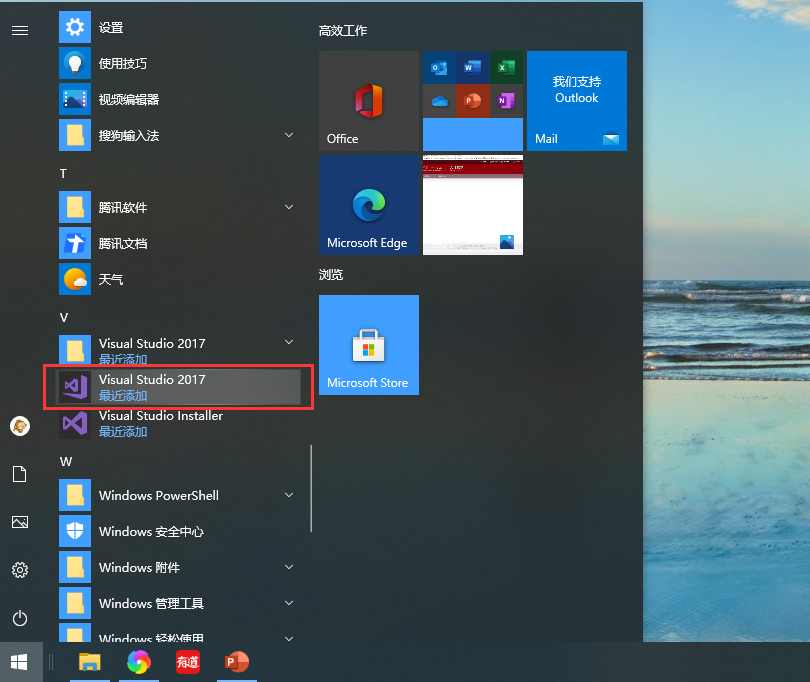 设置
使用技巧
视频编辑器
搜狗输入法
T
腾讯软件
腾讯文档
天气
V
Visual Studio 2017
最近添加
Visual Studio 2017
最近添加
Visual Studio Installer
最近添加
W
Windows PowerShell
Windows 安全中心
Windows 附件
Windows 管理工具
Windows 轻松使用
高效工作
Office
我们支持
Outlook
Mail
Microsoft Edge
浏览
Microsoft Store
有道